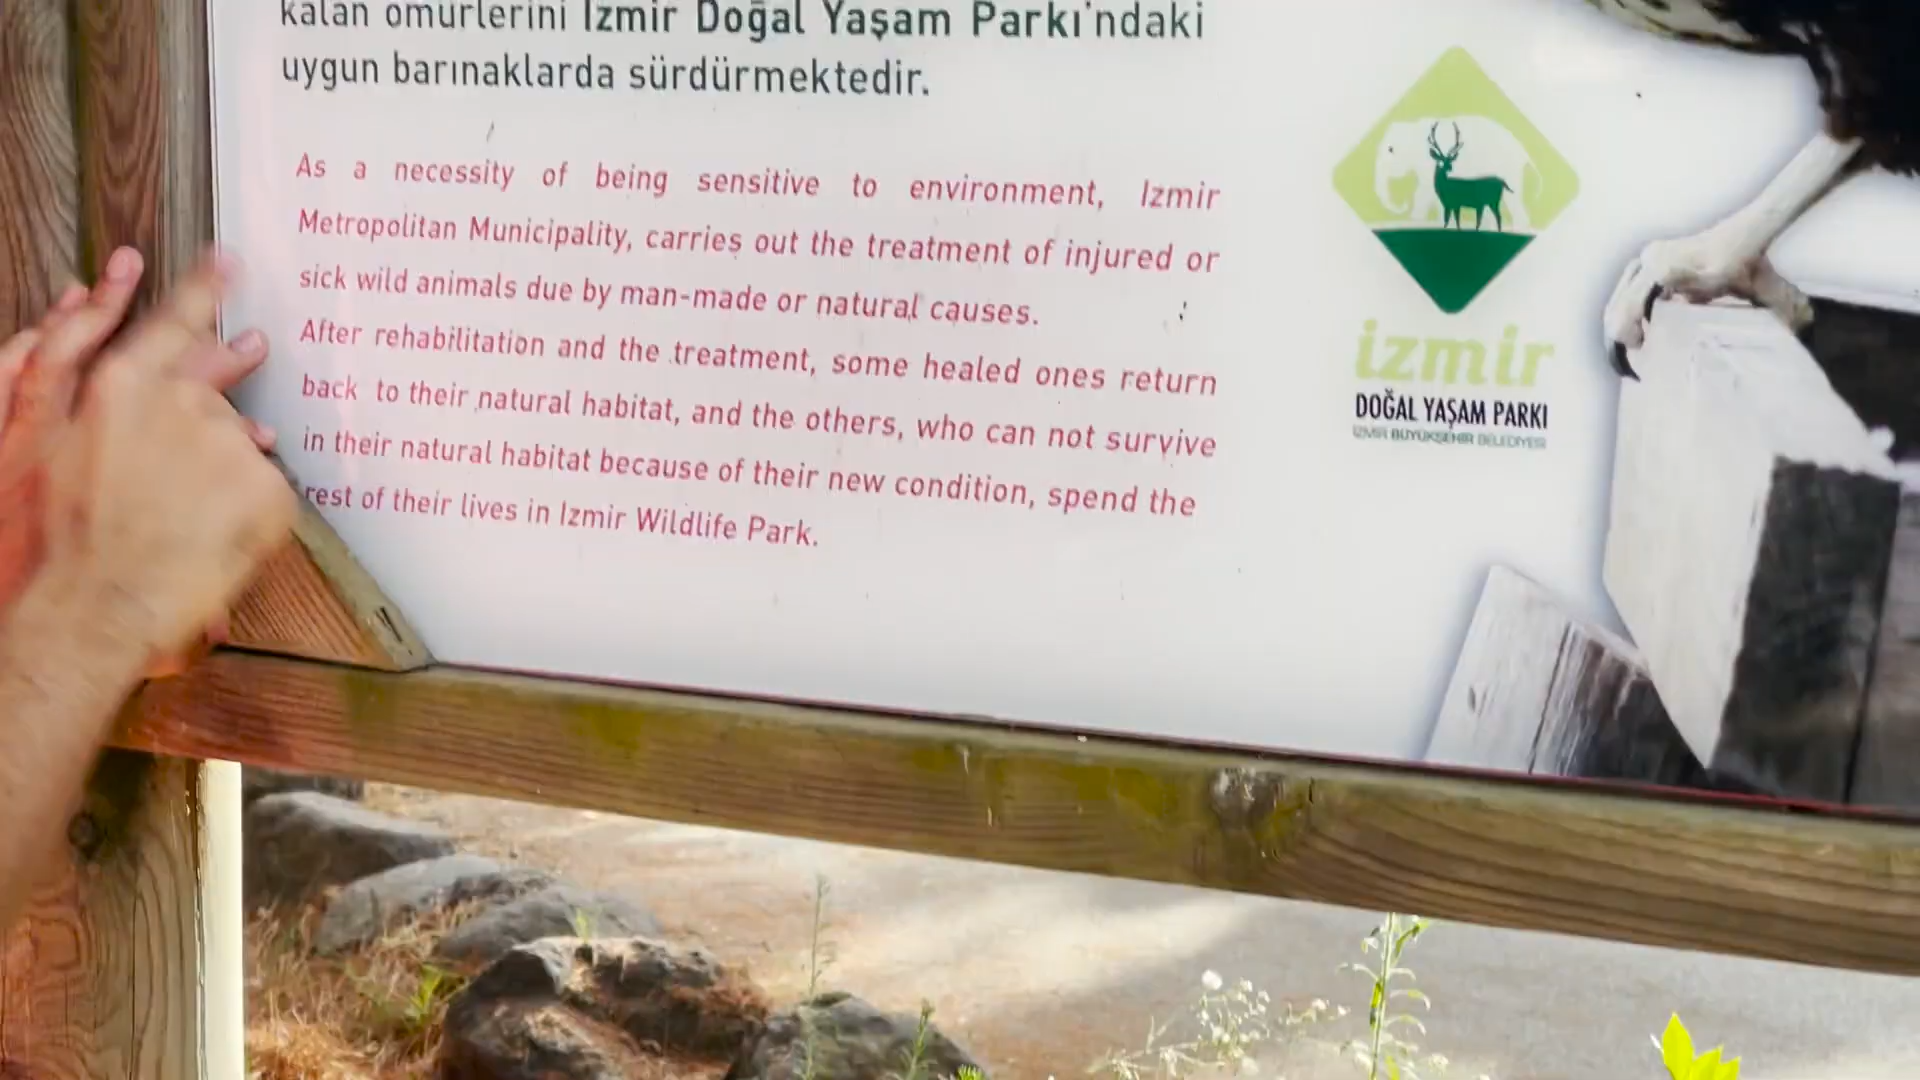 kalan ömürlerini İzmir Doğal Yaşam Parkı'ndaki
uygun barınaklarda sürdürmektedir.
As a necessity of being sensitive to environment, Izmir
Metropolitan Municipality, carries out the treatment of injured or
sick wild animals due by man-made or natural causes.
After rehabilitation and the treatment, some healed ones return
back to their natural habitat, and the others, who can not survive
in their natural habitat because of their new condition, spend the
rest of their lives in Izmir Wildlife Park.
izmir
DOĞAL YAŞAM PARKI
İZMİR BÜYÜKŞEHİR BELEDİYESİ